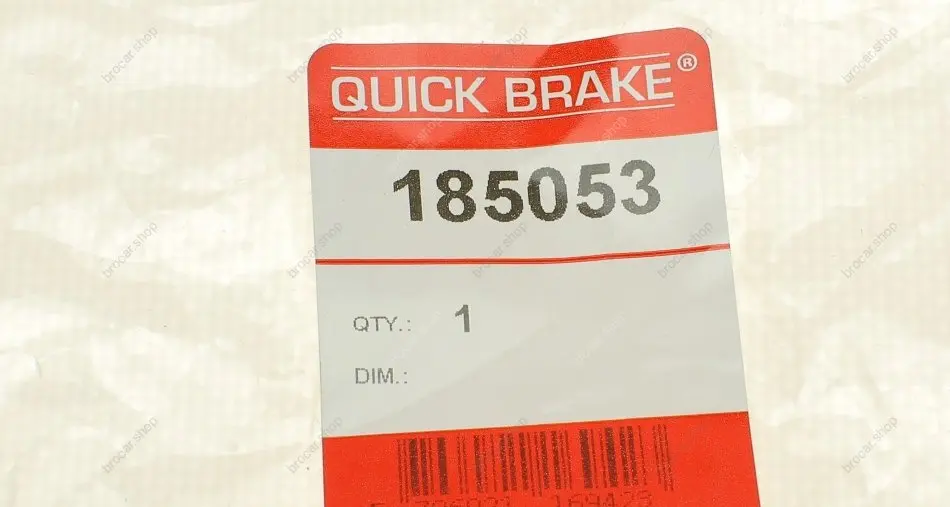 QUICK BRAKE®
185053
QTY.: 1
DIM.:
brocar.shop